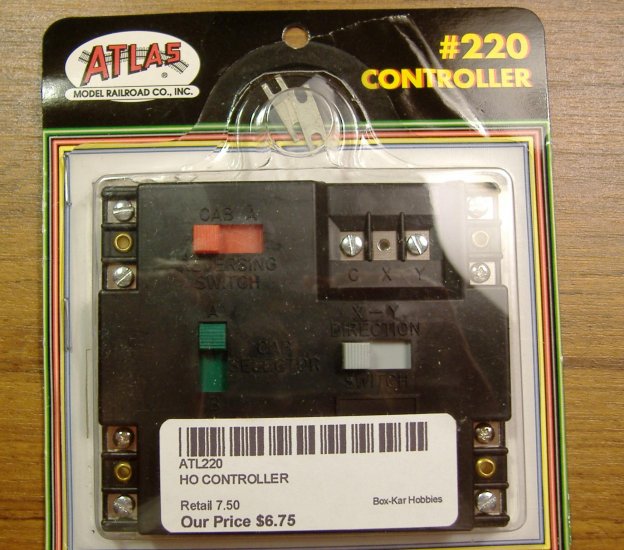 ATLAS
®
MODEL RAILROAD CO., INC.
#220
CONTROLLER
CAB A
REVERSING
SWITCH
C X Y
A
CAB
SELECTOR
B
X-Y
DIRECTION
SWITCH
ATL220
HO CONTROLLER
Retail 7.50
Box-Kar Hobbies
Our Price $6.75